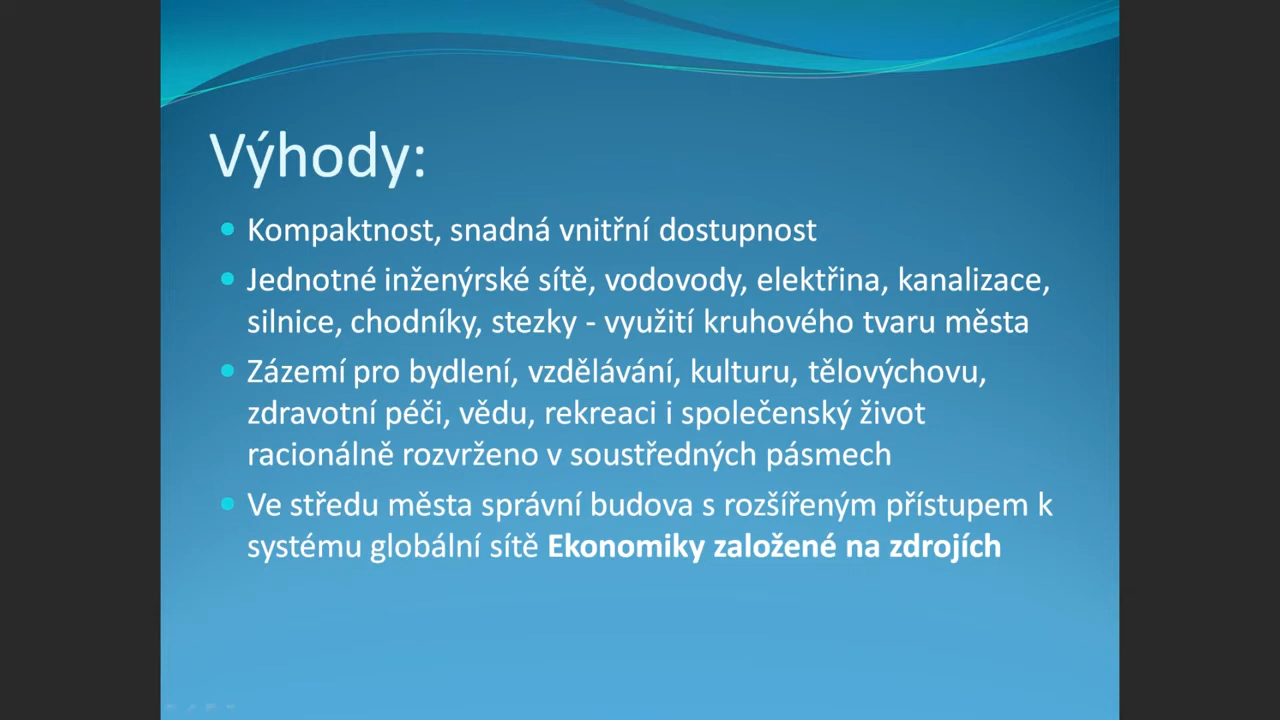 Výhody:
Kompaktnost, snadná vnitřní dostupnost
Jednotné inženýrské sítě, vodovody, elektřina, kanalizace,
silnice, chodníky, stezky - využití kruhového tvaru města
Zázemí pro bydlení, vzdělávání, kulturu, tělovýchovu,
zdravotní péči, vědu, rekreaci i společenský život
racionálně rozvrženo v soustředných pásmech
Ve středu města správní budova s rozšířeným přístupem k
systému globální sítě Ekonomiky založené na zdrojích